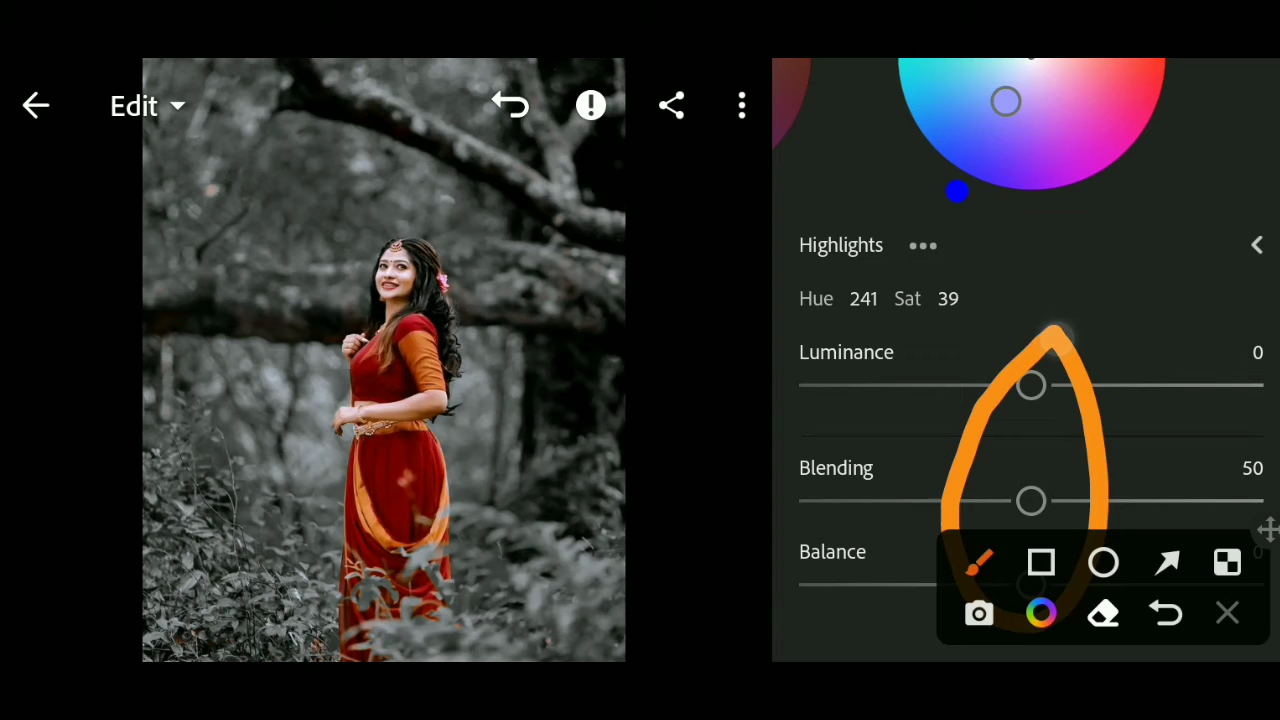 Edit
Highlights
Hue 241 Sat 39
Luminance 0
Blending 50
Balance